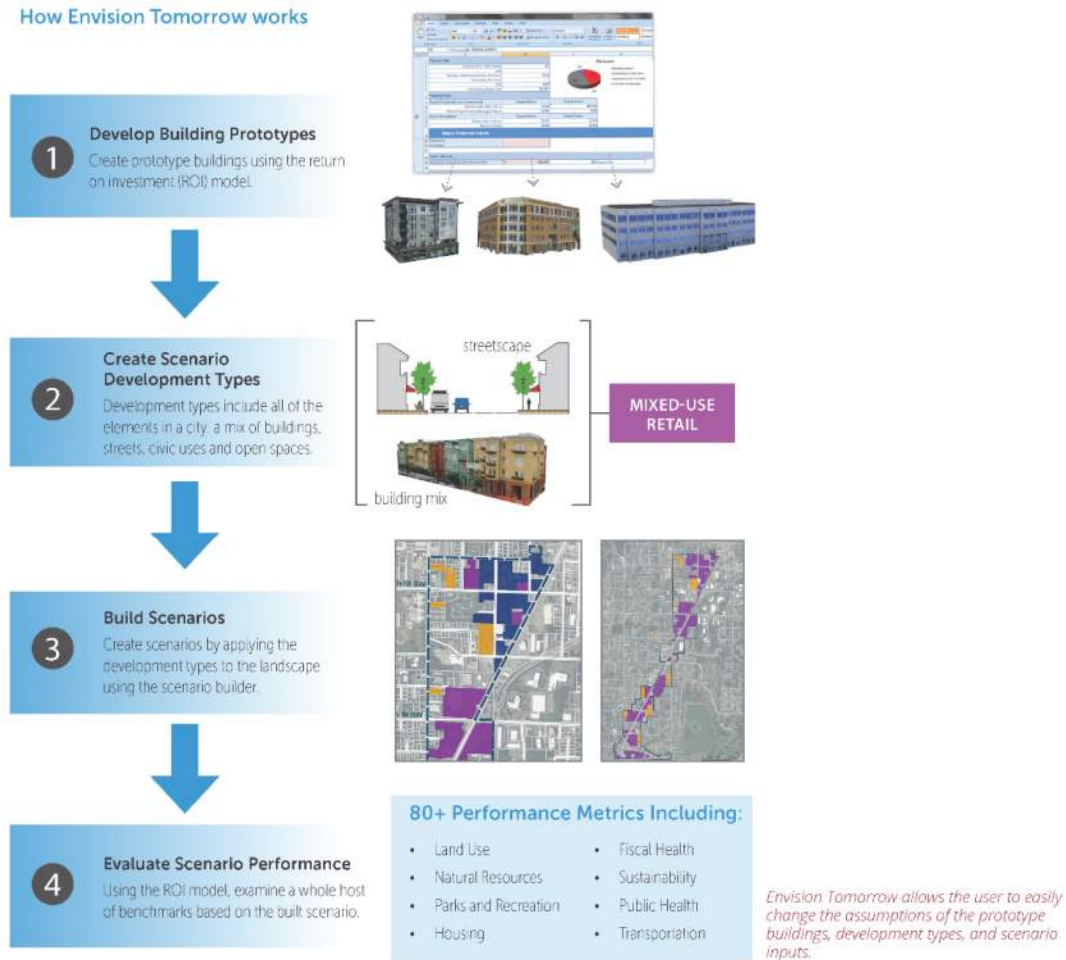 How Envision Tomorrow works
1
Develop Building Prototypes
Create prototype buildings using the return
on investment (ROI) model.
2
Create Scenario
Development Types
Development types include all of the
elements in a city: a mix of buildings,
streets, civic uses and open spaces.
streetscape
building mix
MIXED-USE
RETAIL
3
Build Scenarios
Create scenarios by applying the
development types to the landscape
using the scenario builder.
4
Evaluate Scenario Performance
Using the ROI model, examine a whole host
of benchmarks based on the built scenario.
80+ Performance Metrics Including:
• Land Use
• Natural Resources
• Parks and Recreation
• Housing
• Fiscal Health
• Sustainability
• Public Health
• Transportation
Envision Tomorrow allows the user to easily
change the assumptions of the prototype
buildings, development types, and scenario
inputs.